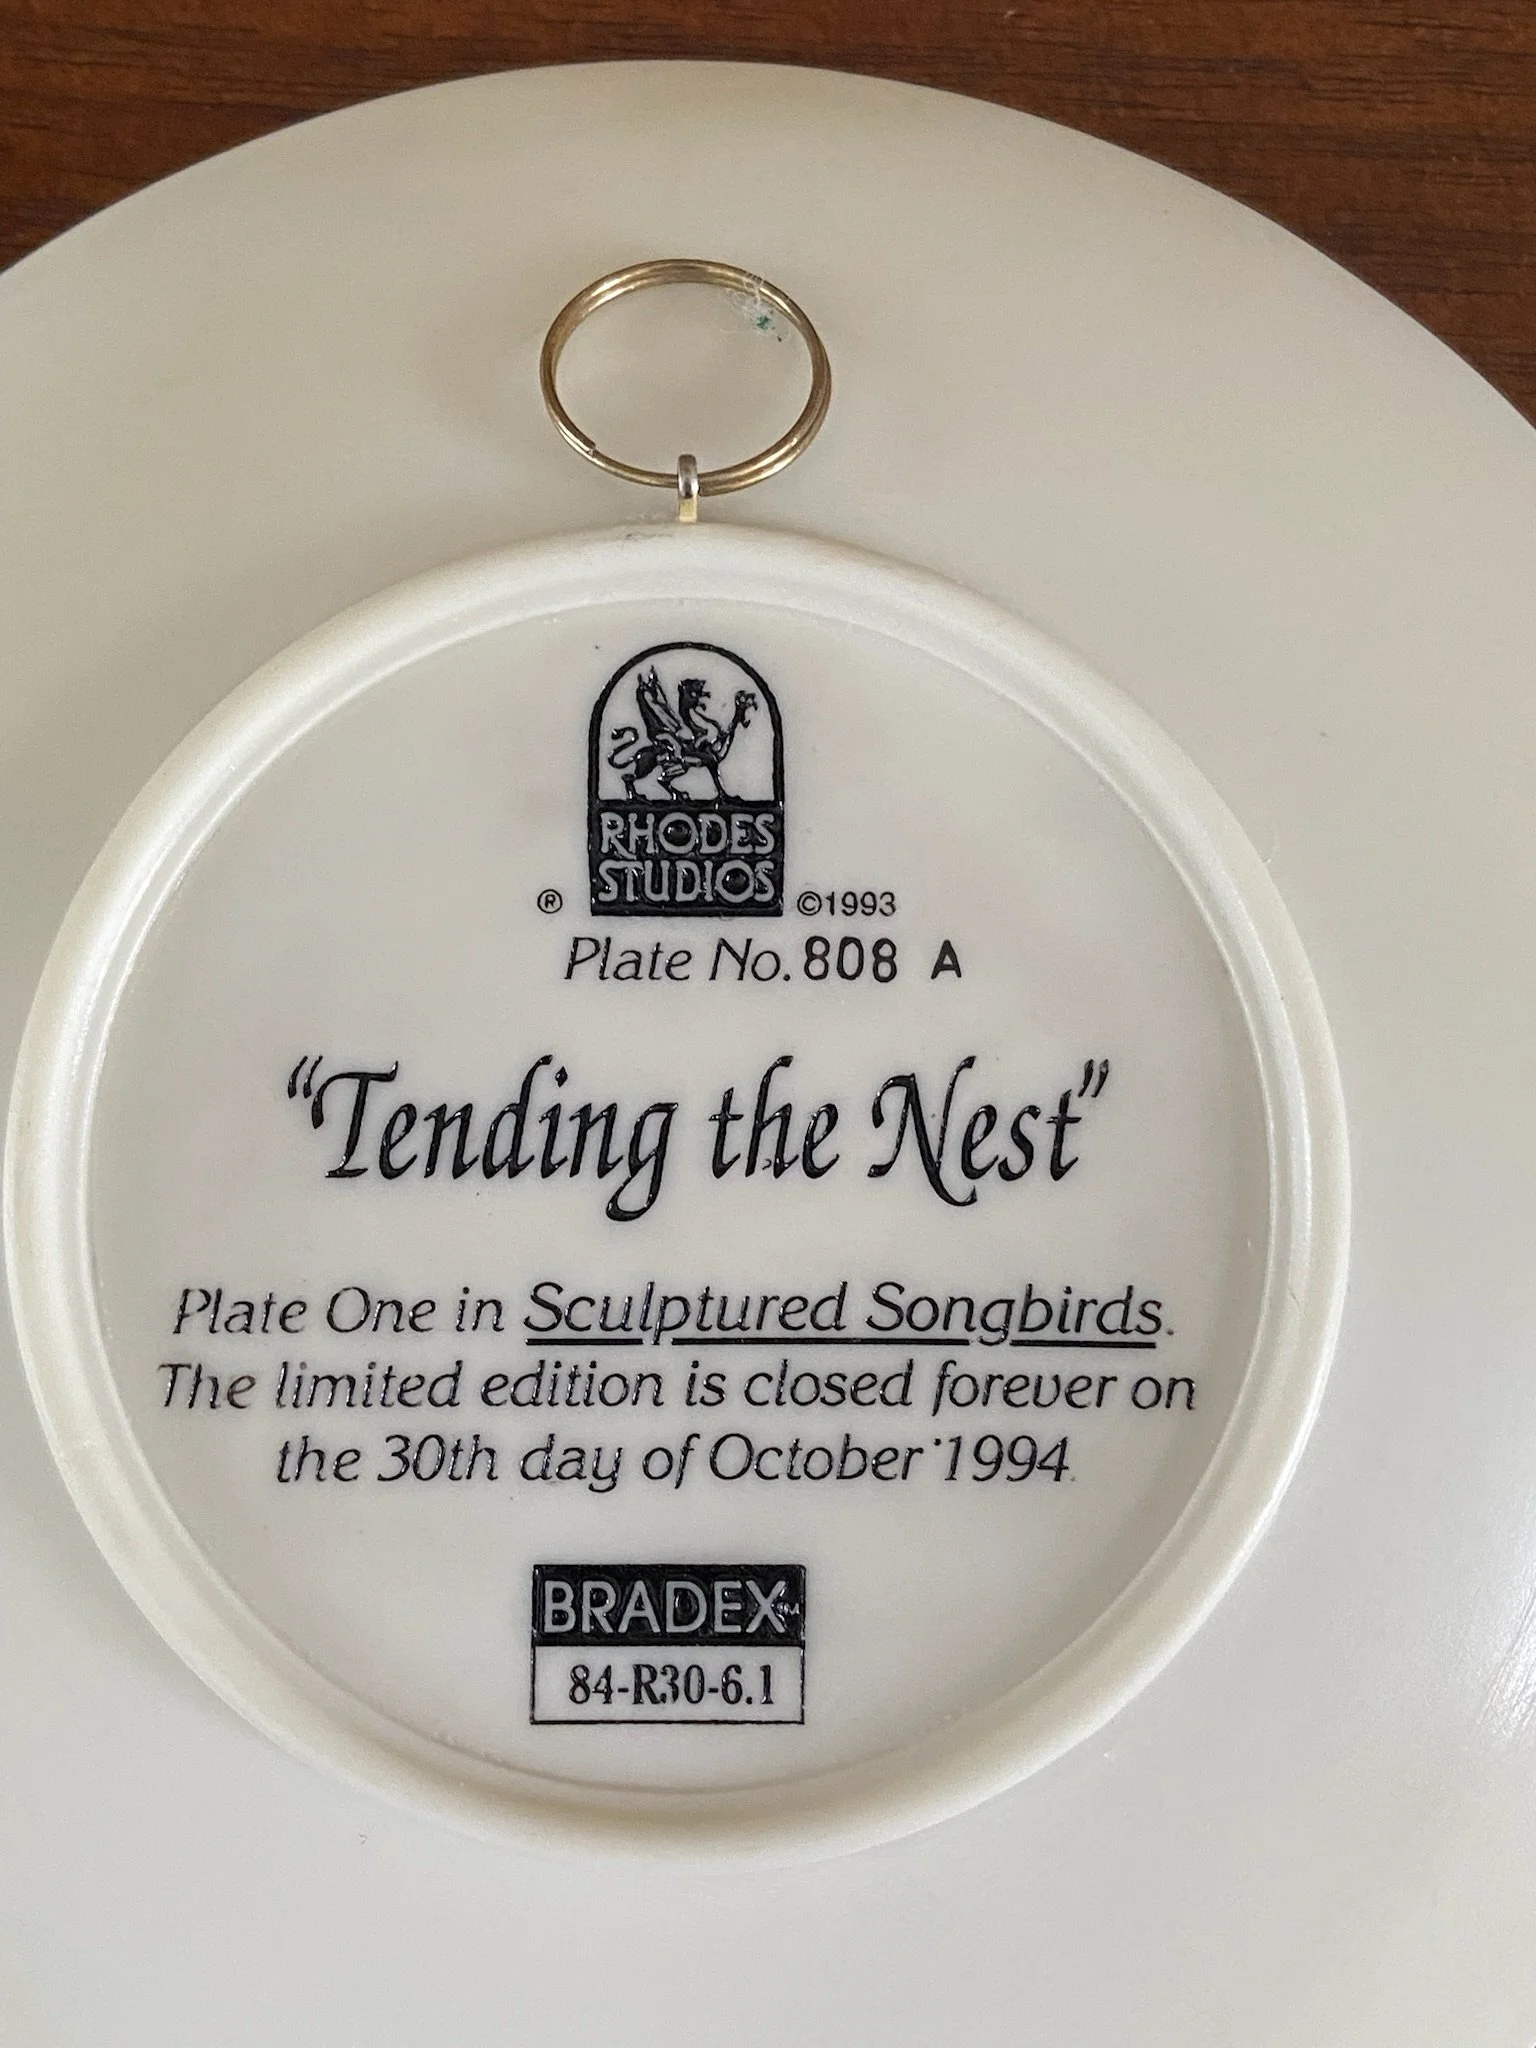 RHODES
STUDIOS
® ©1993
Plate No. 808 A
“Tending the Nest”
Plate One in Sculptured Songbirds.
The limited edition is closed forever on
the 30th day of October 1994.
BRADEX™
84-R30-6.1